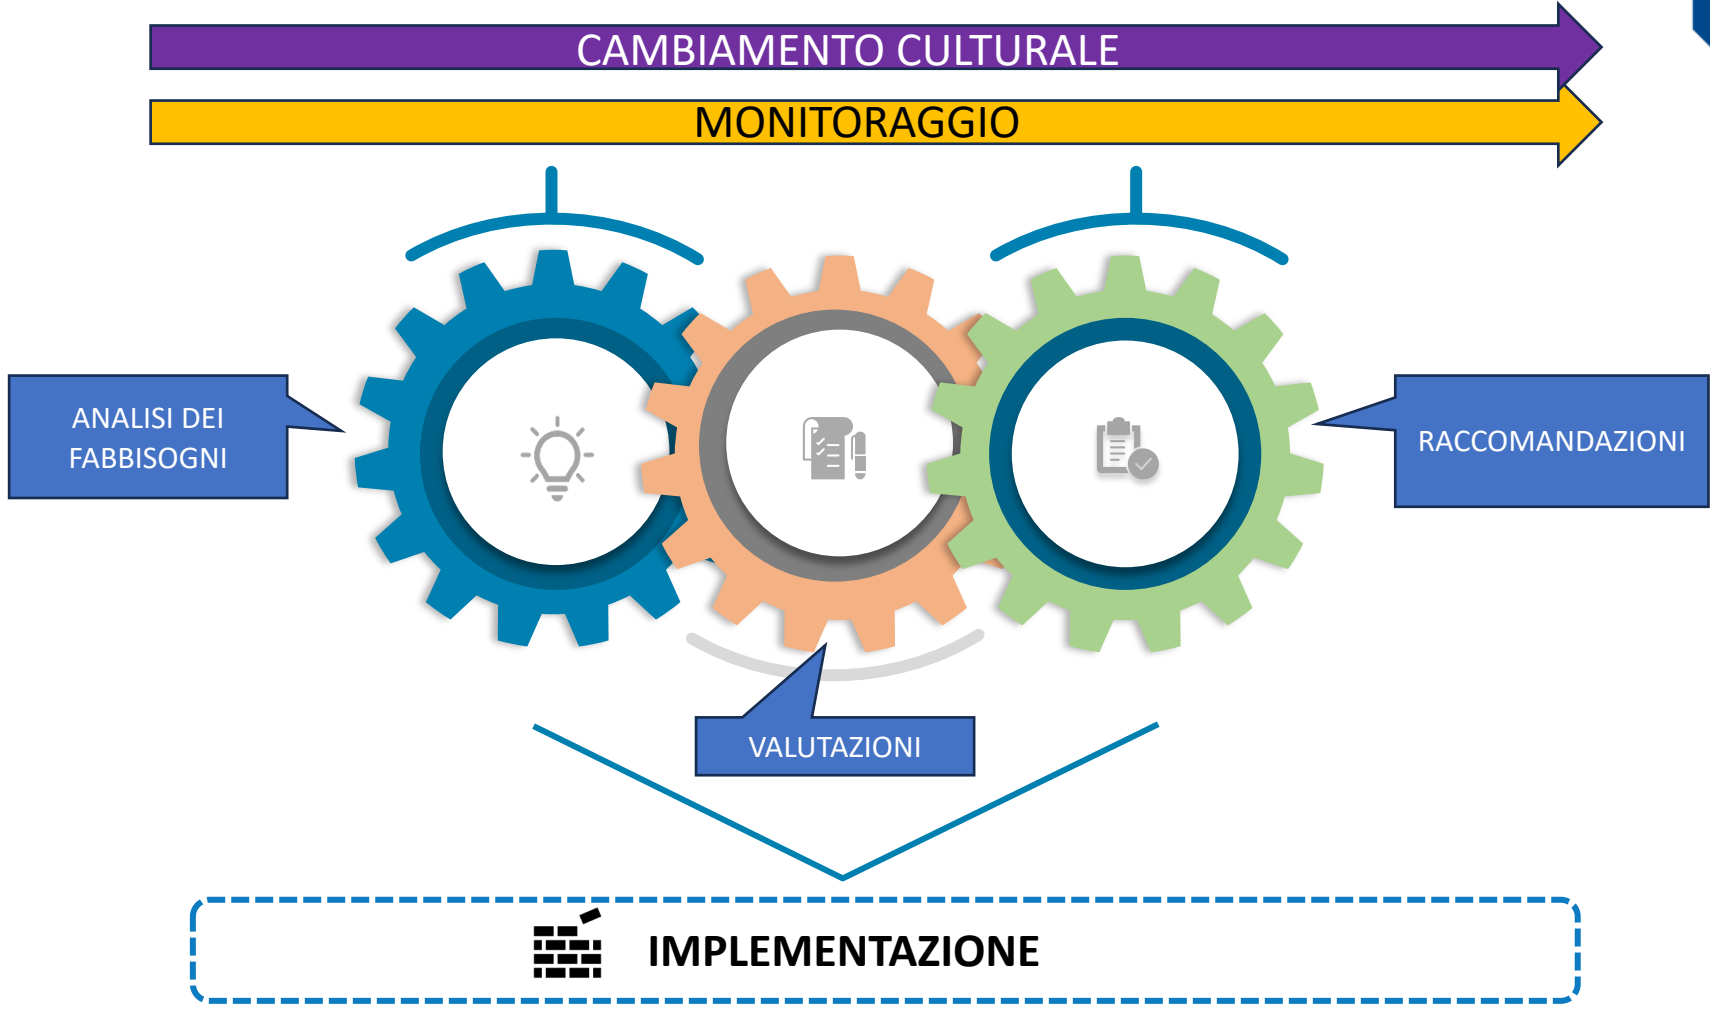 CAMBIAMENTO CULTURALE
MONITORAGGIO
ANALISI DEI
FABBISOGNI
RACCOMANDAZIONI
VALUTAZIONI
IMPLEMENTAZIONE